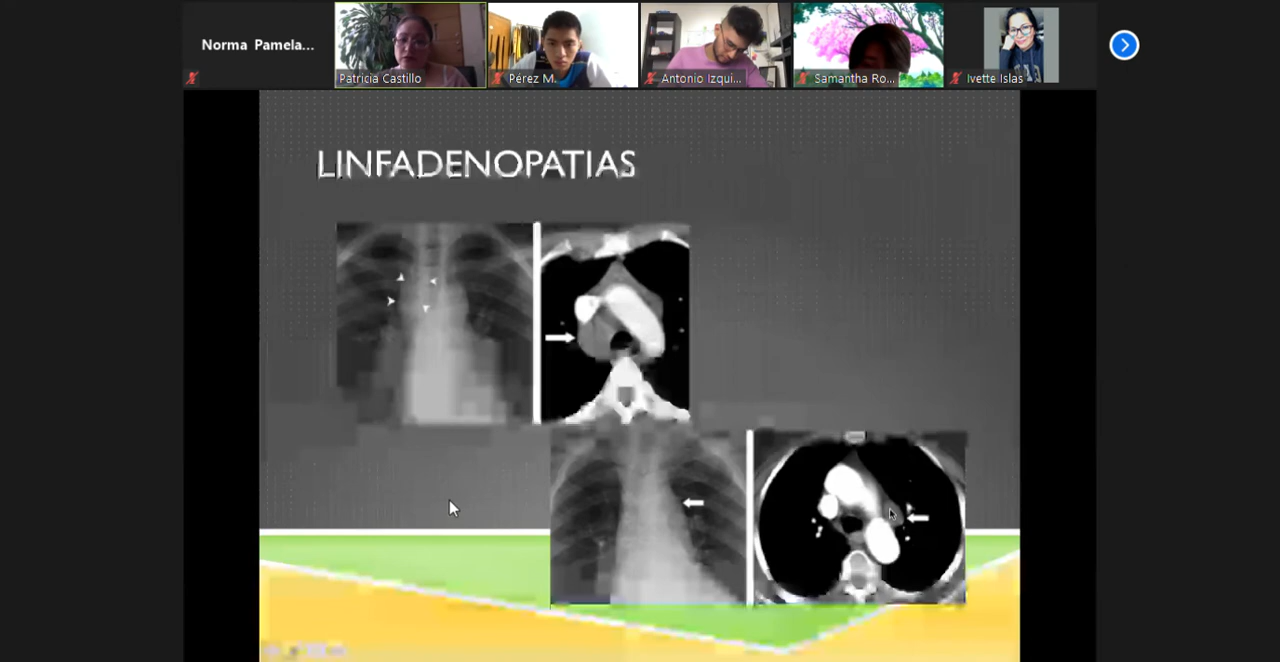 Norma Pamela...
Patricia Castillo
Pérez M.
Antonio Izqui...
Samantha Ro...
Ivette Islas
LINFADENOPATIAS